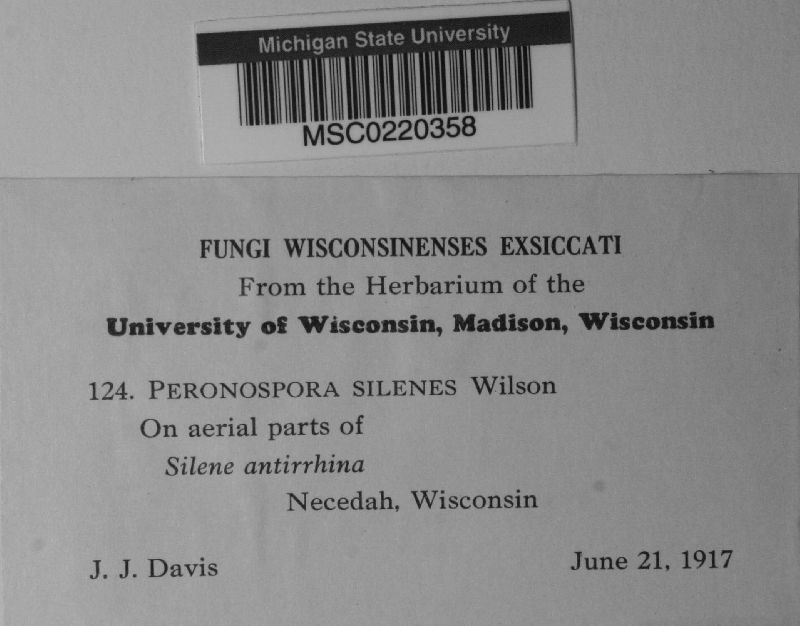 Michigan State University
MSC0220358
FUNGI WISCONSINENSES EXSICCATI
From the Herbarium of the
University of Wisconsin, Madison, Wisconsin
124. PERONOSPORA SILENES Wilson
On aerial parts of
Silene antirrhina
Necedah, Wisconsin
J. J. Davis June 21, 1917